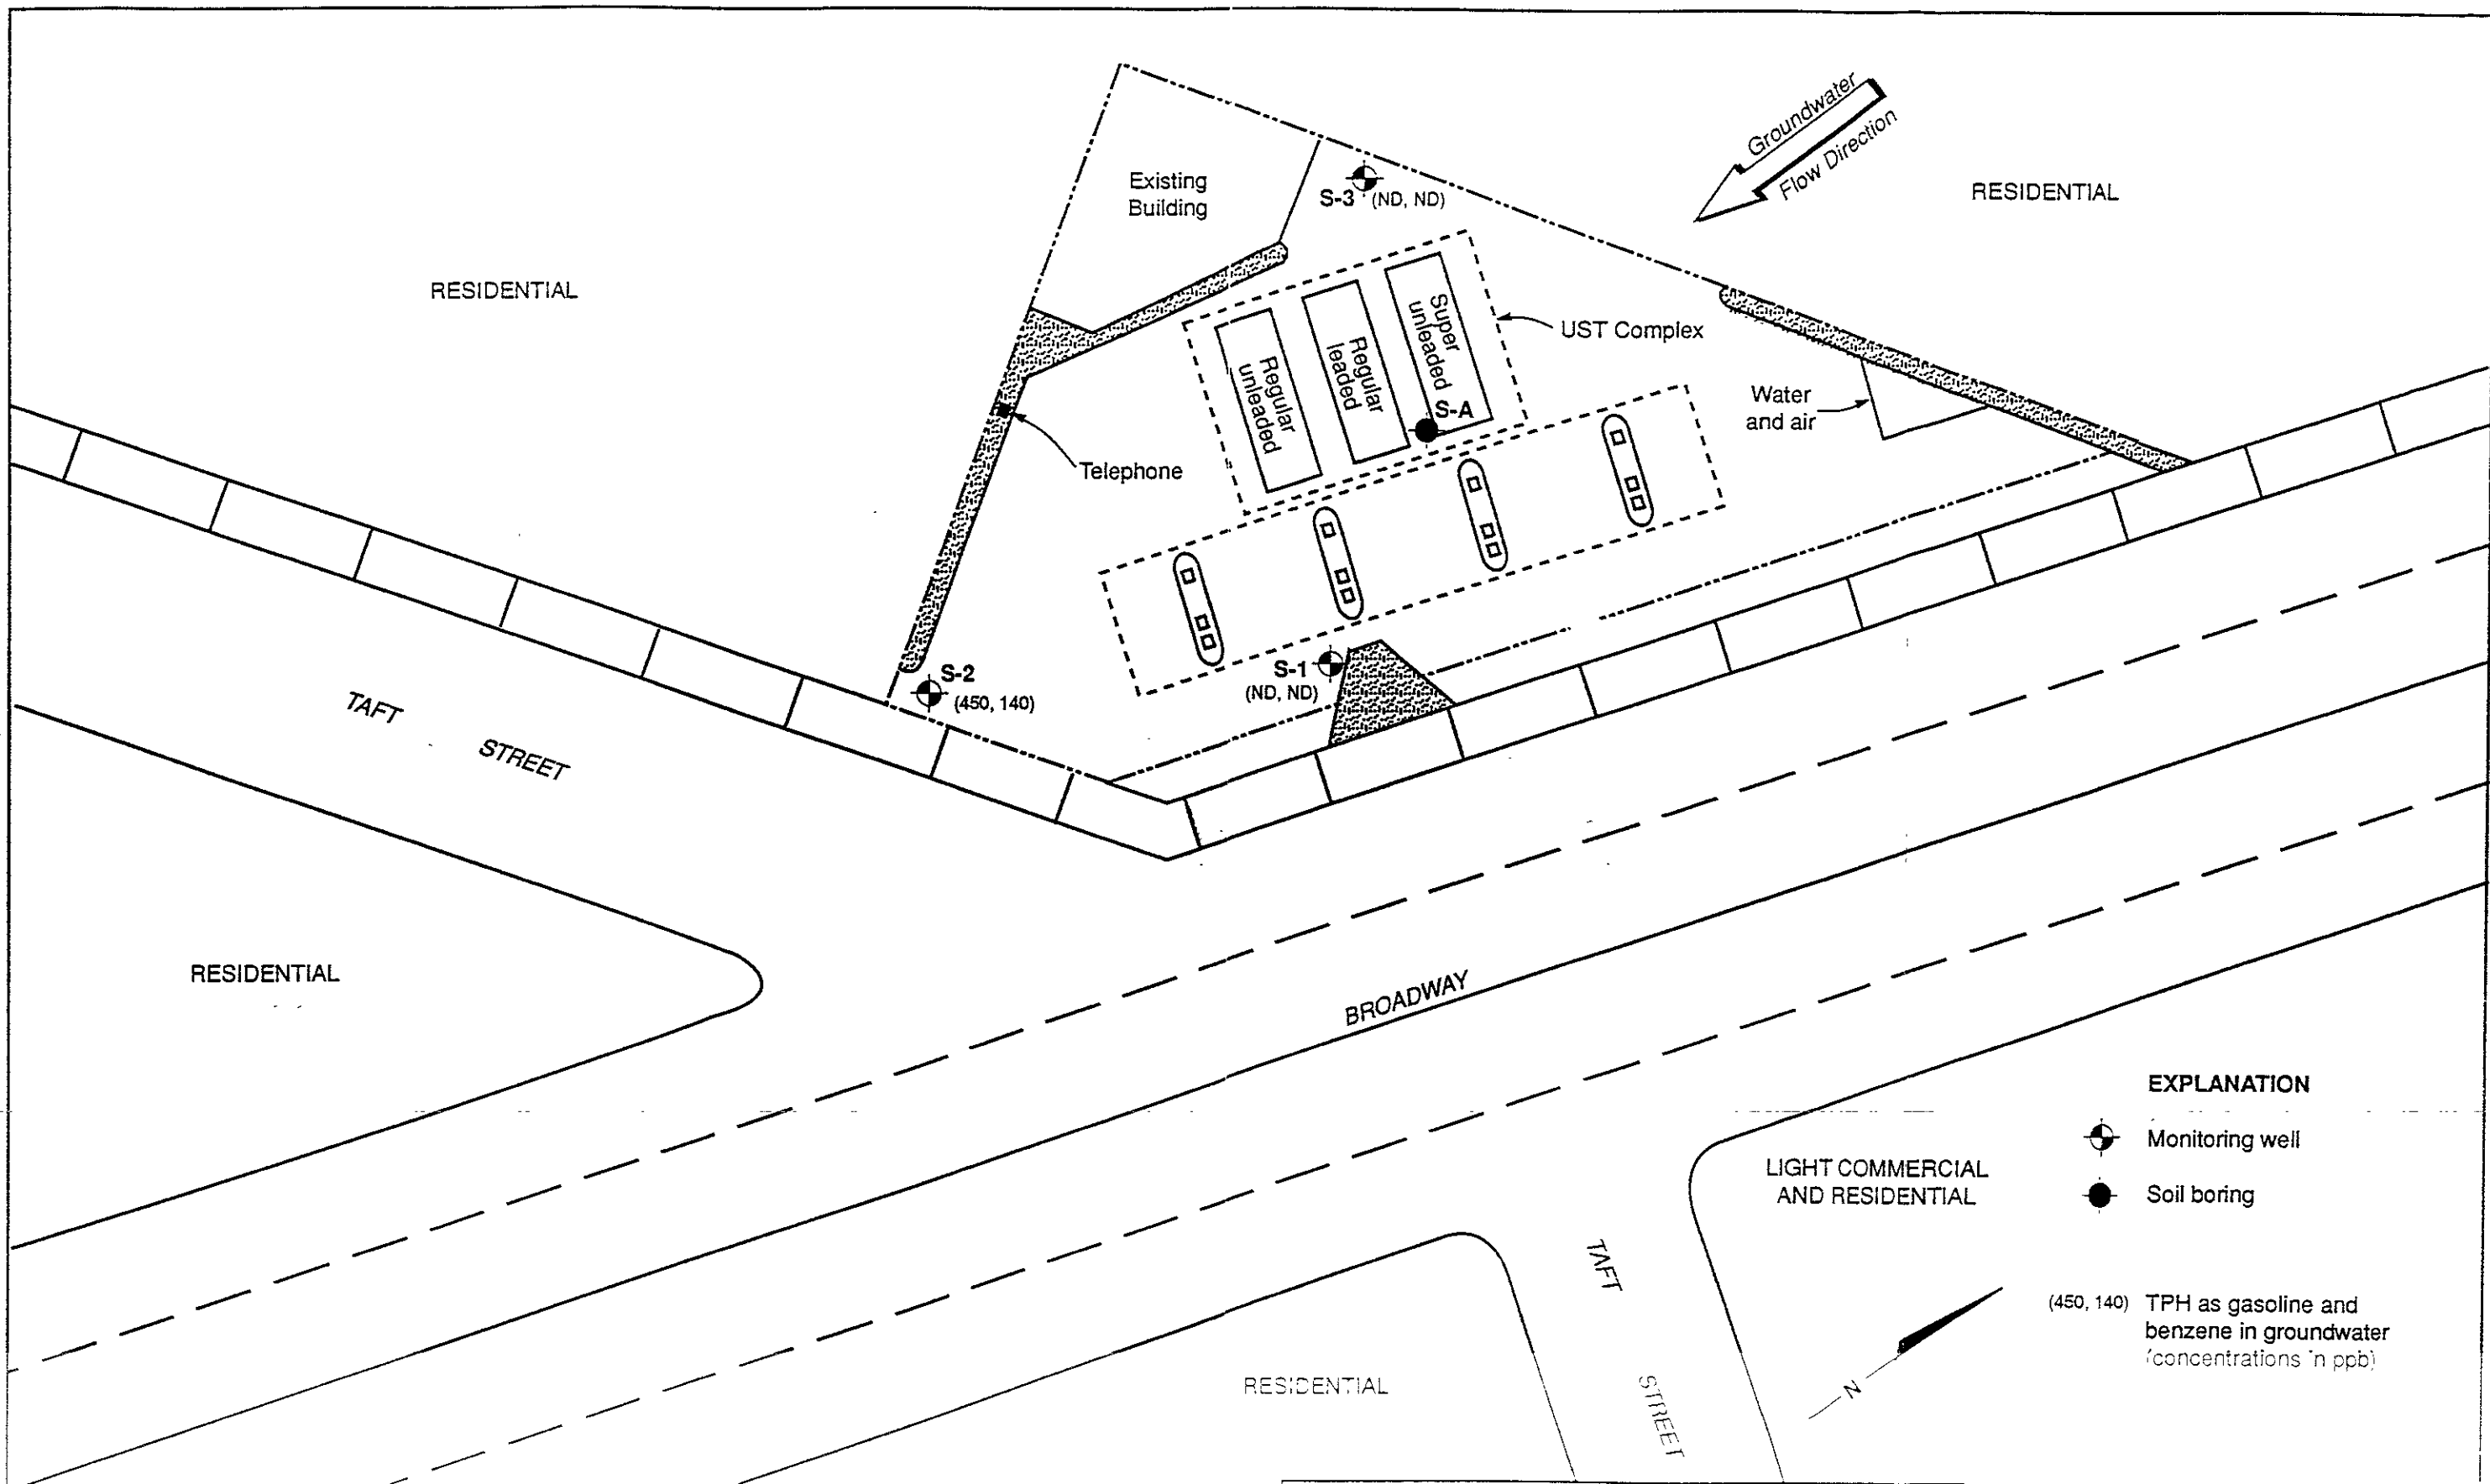 Groundwater
Flow Direction
RESIDENTIAL
Existing
Building
S-3 (ND, ND)
RESIDENTIAL
Super
unleaded
Regular
leaded
Regular
unleaded
UST Complex
S-A
Water
and air
Telephone
S-2
(450, 140)
S-1
(ND, ND)
TAFT
STREET
RESIDENTIAL
BROADWAY
EXPLANATION
Monitoring well
Soil boring
LIGHT COMMERCIAL
AND RESIDENTIAL
TAFT
STREET
(450, 140) TPH as gasoline and
benzene in groundwater
(concentrations in ppb)
N
RESIDENTIAL